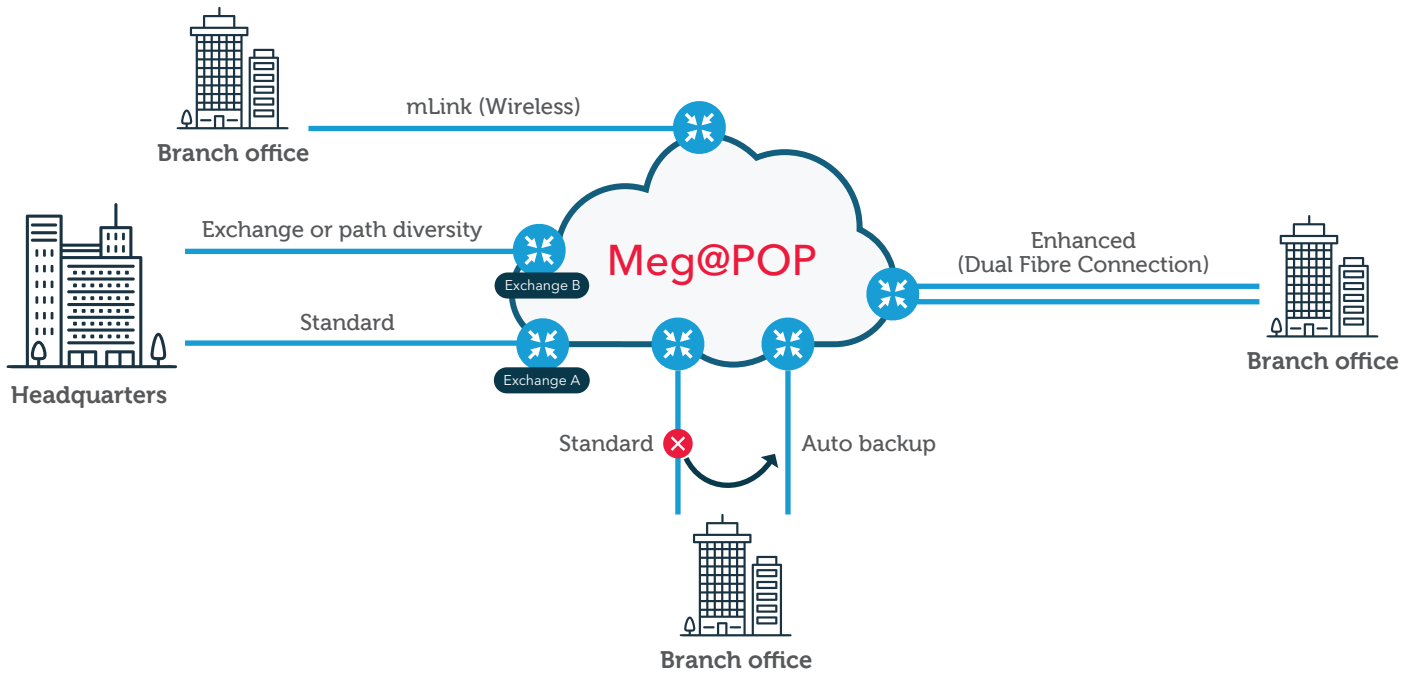 mLink (Wireless)
Branch office
Exchange or path diversity
Exchange B
Meg@POP
Enhanced
(Dual Fibre Connection)
Standard
Exchange A
Headquarters
Branch office
Standard
Auto backup
Branch office